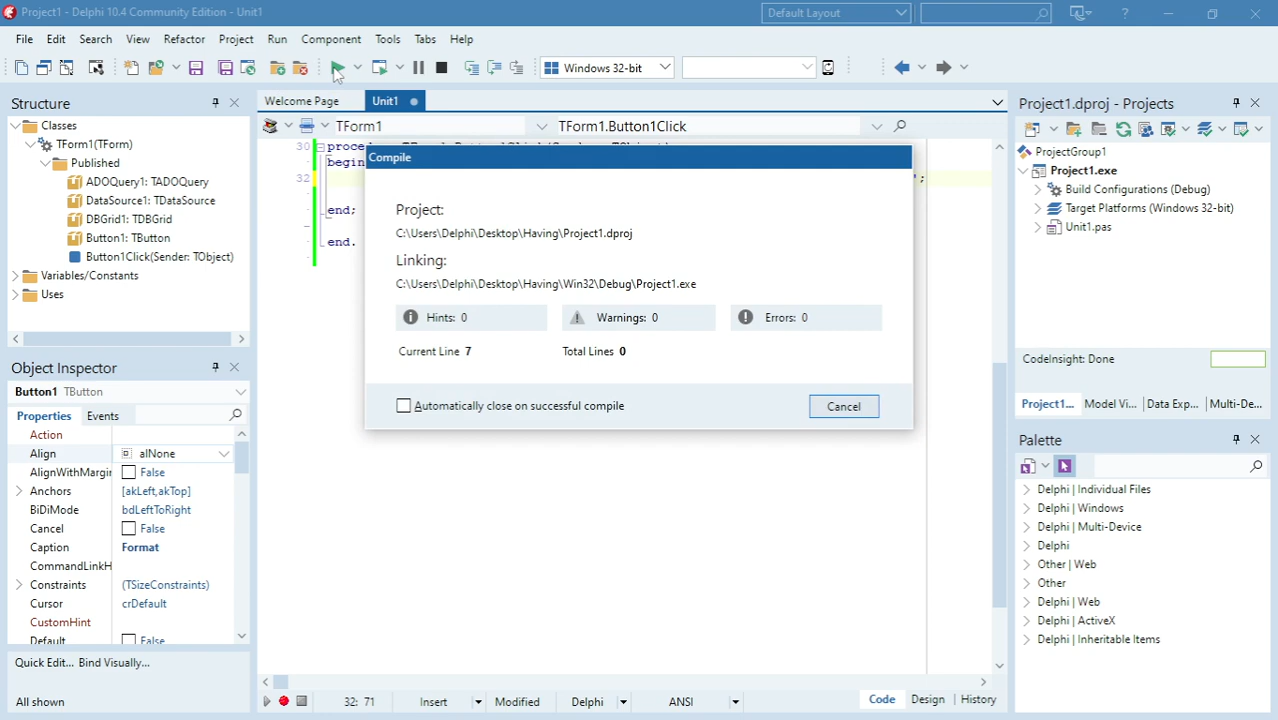 Project1 - Delphi 10.4 Community Edition - Unit1
Default Layout
?
File Edit Search View Refactor Project Run Component Tools Tabs Help
Windows 32-bit
Structure
Classes
TForm1(TForm)
Published
ADOQuery1: TADOQuery
DataSource1: TDataSource
DBGrid1: TDBGrid
Button1: TButton
Button1Click(Sender: TObject)
Variables/Constants
Uses
Object Inspector
Button1 TButton
Properties Events
Action
Align alNone
AlignWithMargin False
Anchors [akLeft,akTop]
BiDiMode bdLeftToRight
Cancel False
Caption Format
CommandLinkH
Constraints (TSizeConstraints)
Cursor crDefault
CustomHint
Default False
Quick Edit... Bind Visually...
All shown
Welcome Page Unit1
TForm1 TForm1.Button1Click
30
begin
32 ';
end;
end.
Compile
Project:
C:\Users\Delphi\Desktop\Having\Project1.dproj
Linking:
C:\Users\Delphi\Desktop\Having\Win32\Debug\Project1.exe
Hints: 0 Warnings: 0 Errors: 0
Current Line 7 Total Lines 0
Automatically close on successful compile
Cancel
32: 71 Insert Modified Delphi ANSI
Code Design History
Project1.dproj - Projects
ProjectGroup1
Project1.exe
Build Configurations (Debug)
Target Platforms (Windows 32-bit)
Unit1.pas
CodeInsight: Done
Project1... Model Vi... Data Exp... Multi-De...
Palette
Delphi | Individual Files
Delphi | Windows
Delphi | Multi-Device
Delphi
Other | Web
Other
Delphi | Web
Delphi | ActiveX
Delphi | Inheritable Items